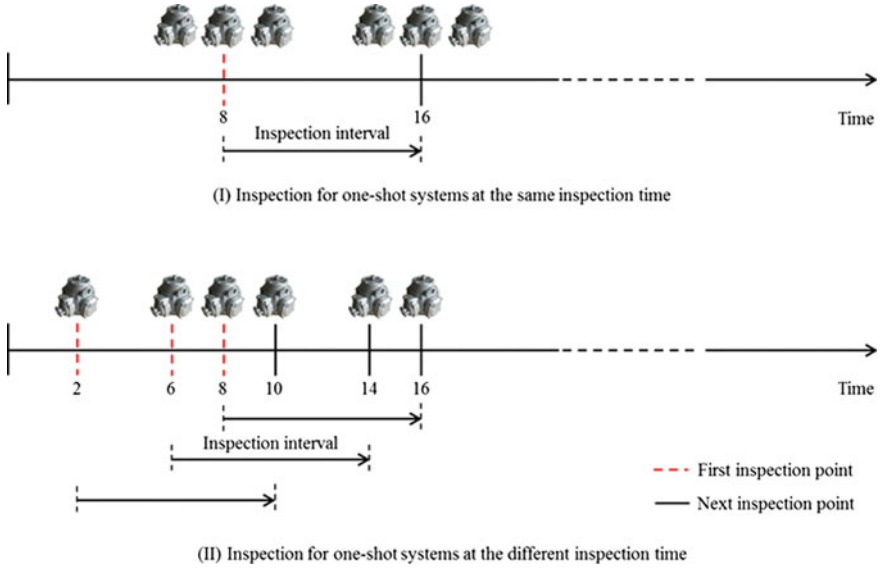 8
16
Time
Inspection interval
(I) Inspection for one-shot systems at the same inspection time
2
6
8
10
14
16
Time
Inspection interval
First inspection point
Next inspection point
(II) Inspection for one-shot systems at the different inspection time